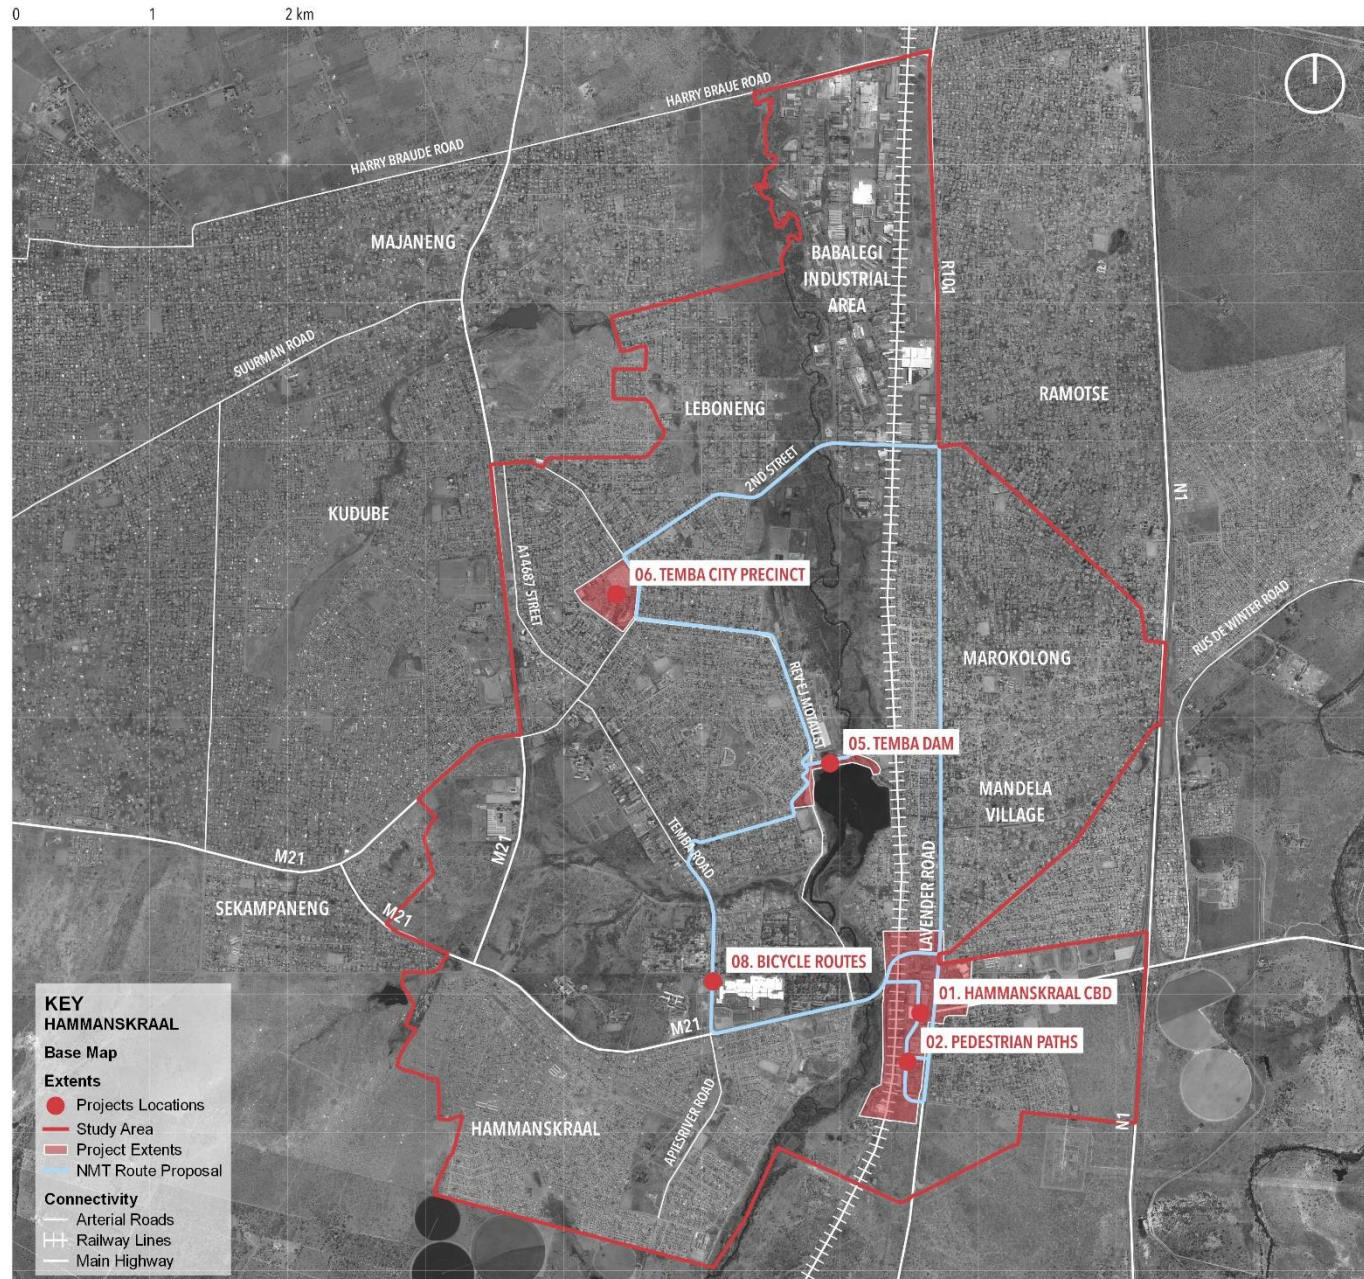 0 1 2 km
HARRY BRAUE ROAD
HARRY BRAUDE ROAD
MAJANENG
BABALEGI
INDUSTRIAL
AREA
R101
SUURMAN ROAD
LEBONENG
RAMOTSE
2ND STREET
KUDUBE
N1
A14687 STREET
06. TEMBA CITY PRECINCT
RUS DE WINTER ROAD
MAROKOLONG
REV EJ MOTAU ST
05. TEMBA DAM
MANDELA
VILLAGE
TEMBA ROAD
M21
M21
SEKAMPANENG
M21
LAVENDER ROAD
08. BICYCLE ROUTES
01. HAMMANSKRAAL CBD
M21
02. PEDESTRIAN PATHS
APIESRIVER ROAD
HAMMANSKRAAL
N1
KEY
HAMMANSKRAAL
Base Map
Extents
Projects Locations
Study Area
Project Extents
NMT Route Proposal
Connectivity
Arterial Roads
Railway Lines
Main Highway